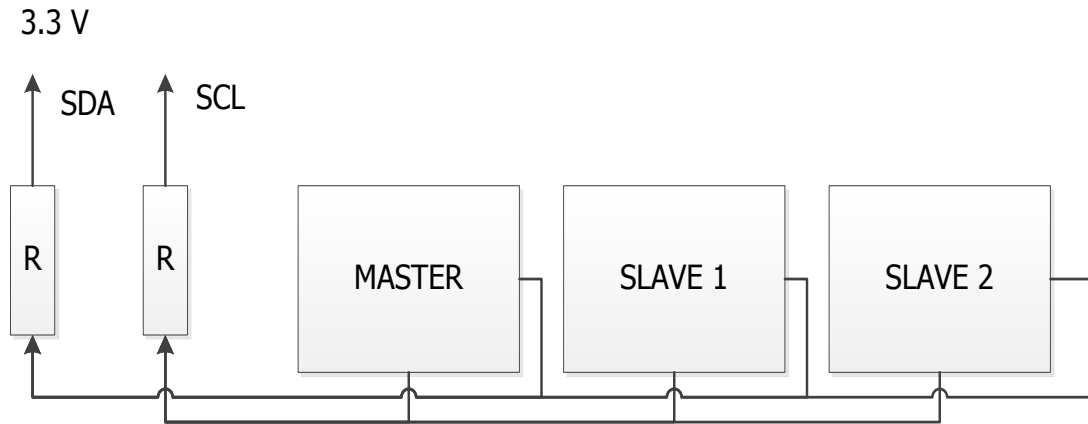 3.3 V
SDA
SCL
R
R
MASTER
SLAVE 1
SLAVE 2